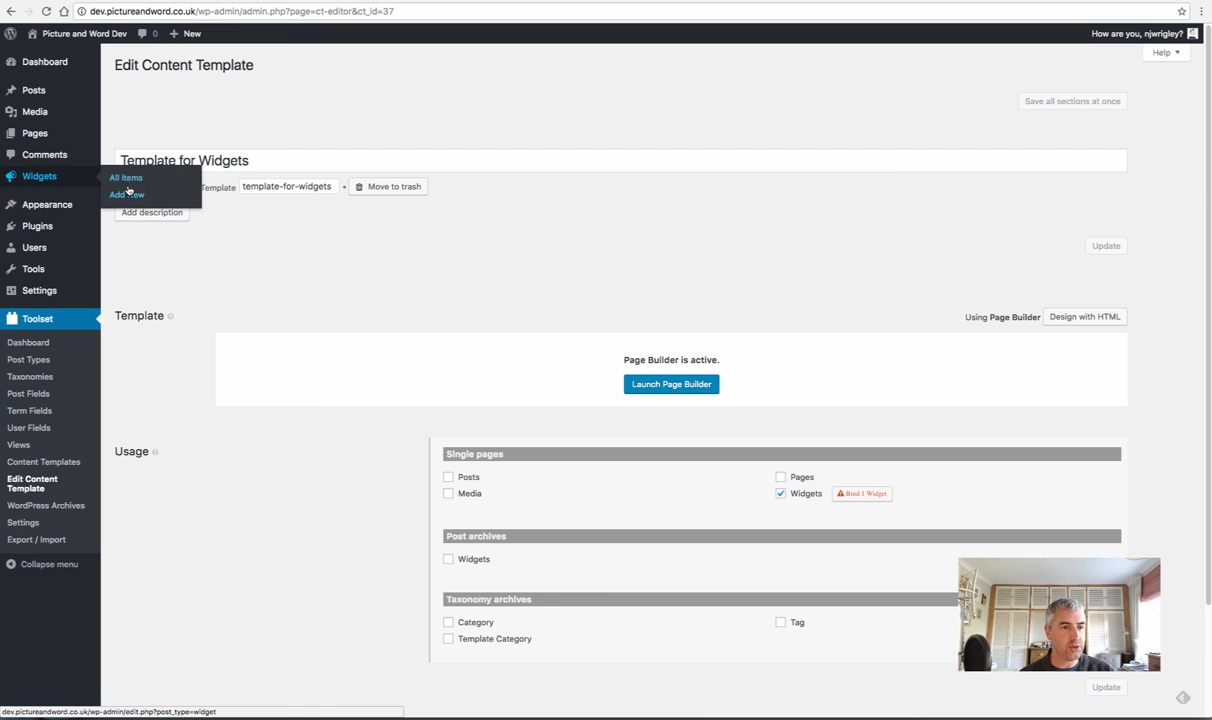 dev.pictureandword.co.uk/wp-admin/admin.php?page=ct-editor&ct_id=37
Picture and Word Dev
0
New
How are you, njwrigley?
Help
Dashboard
Posts
Media
Pages
Comments
Widgets
All items
Add New
Appearance
Plugins
Users
Tools
Settings
Toolset
Dashboard
Post Types
Taxonomies
Post Fields
Term Fields
User Fields
Views
Content Templates
Edit Content
Template
WordPress Archives
Settings
Export / Import
Collapse menu
Edit Content Template
Save all sections at once
Template for Widgets
Template
template-for-widgets
Move to trash
Add description
Update
Template
Using Page Builder
Design with HTML
Page Builder is active.
Launch Page Builder
Usage
Single pages
Posts
Pages
Media
Widgets
Bind 1 Widget
Post archives
Widgets
Taxonomy archives
Category
Tag
Template Category
Update
dev.pictureandword.co.uk/wp-admin/edit.php?post_type=widget